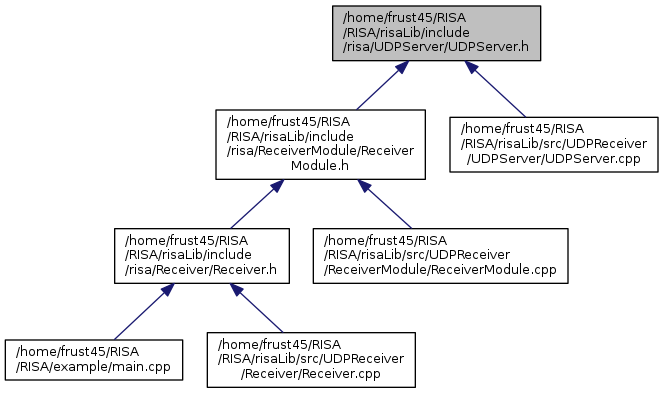 /home/frust45/RISA
/RISA/risaLib/include
/risa/UDPServer/UDPServer.h
/home/frust45/RISA
/RISA/risaLib/include
/risa/ReceiverModule/Receiver
Module.h
/home/frust45/RISA
/RISA/risaLib/src/UDPReceiver
/UDPServer/UDPServer.cpp
/home/frust45/RISA
/RISA/risaLib/include
/risa/Receiver/Receiver.h
/home/frust45/RISA
/RISA/risaLib/src/UDPReceiver
/ReceiverModule/ReceiverModule.cpp
/home/frust45/RISA
/RISA/example/main.cpp
/home/frust45/RISA
/RISA/risaLib/src/UDPReceiver
/Receiver/Receiver.cpp